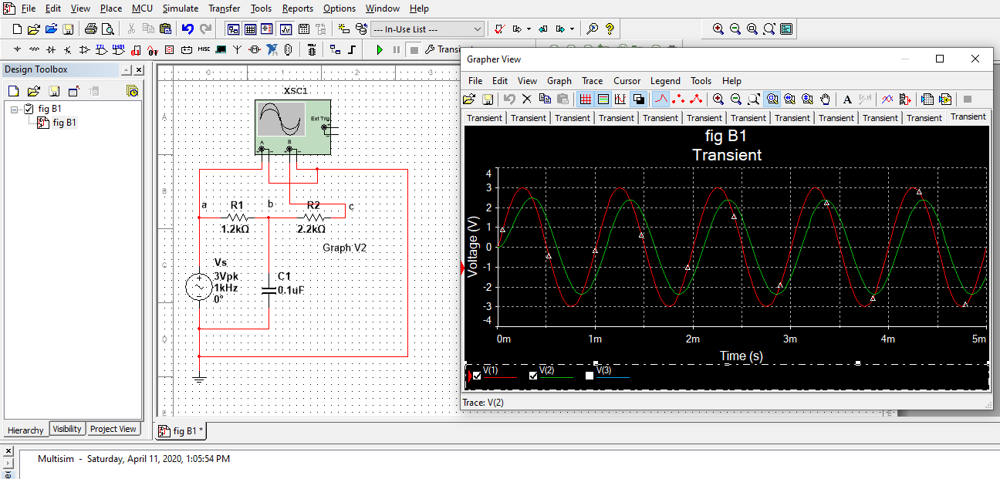 File Edit View Place MCU Simulate Transfer Tools Reports Options Window Help
--- In-Use List ---
MISC
Transi
Design Toolbox
fig B1
fig B1
Hierarchy Visibility Project View
0 1 2 3
A
B
C
D
E
XSC1
Ext Trig
A B
a R1 b R2 c
1.2kΩ 2.2kΩ
Graph V2
Vs
3Vpk
1kHz
0°
C1
0.1uF
fig B1 *
Grapher View
File Edit View Graph Trace Cursor Legend Tools Help
Transient Transient Transient Transient Transient Transient Transient Transient Transient Transient Transient Transient
fig B1
Transient
Voltage (V)
4
3
2
1
0
-1
-2
-3
-4
0m 1m 2m 3m 4m 5m
Time (s)
V(1) V(2) V(3)
Trace: V(2)
Multisim - Saturday, April 11, 2020, 1:05:54 PM